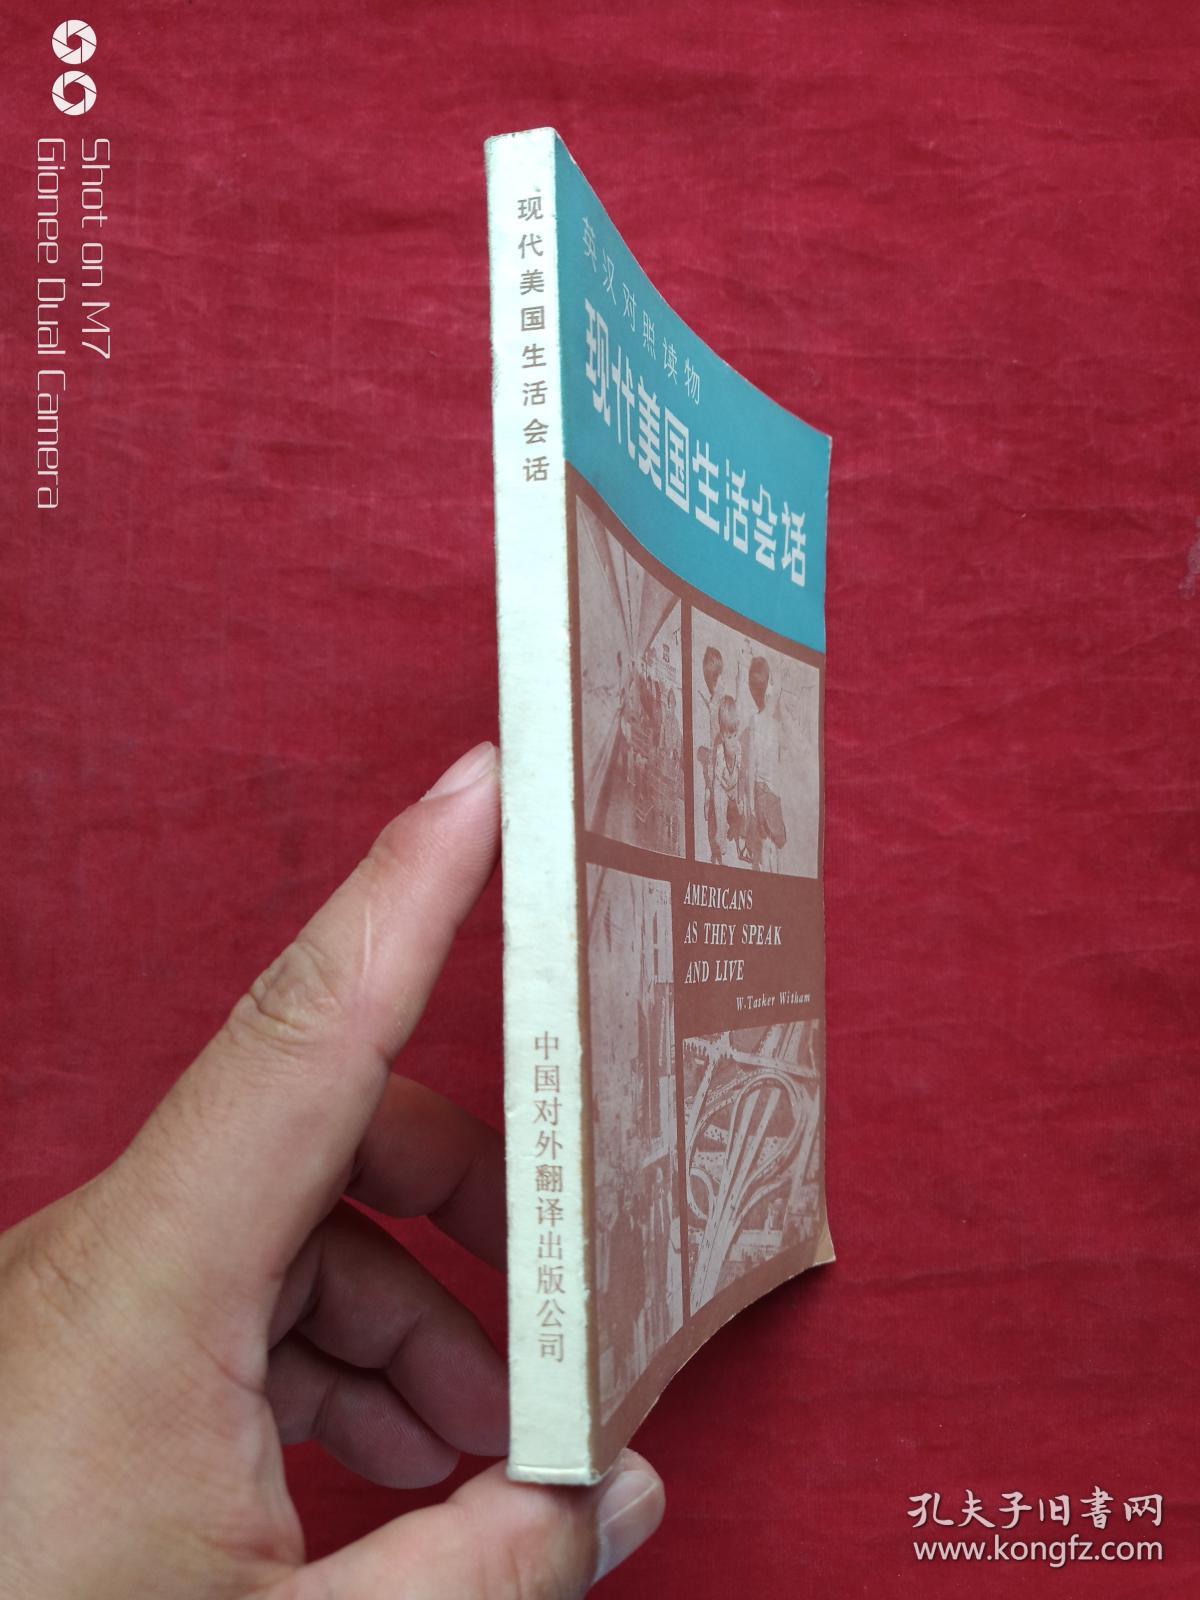 Shot on M7
Gionee Dual Camera
现代美国生活会话
中国对外翻译出版公司
英汉对照读物
现代美国生活会话
AMERICANS
AS THEY SPEAK
AND LIVE
W. Tasker Witham
孔夫子旧书网
www.kongfz.com